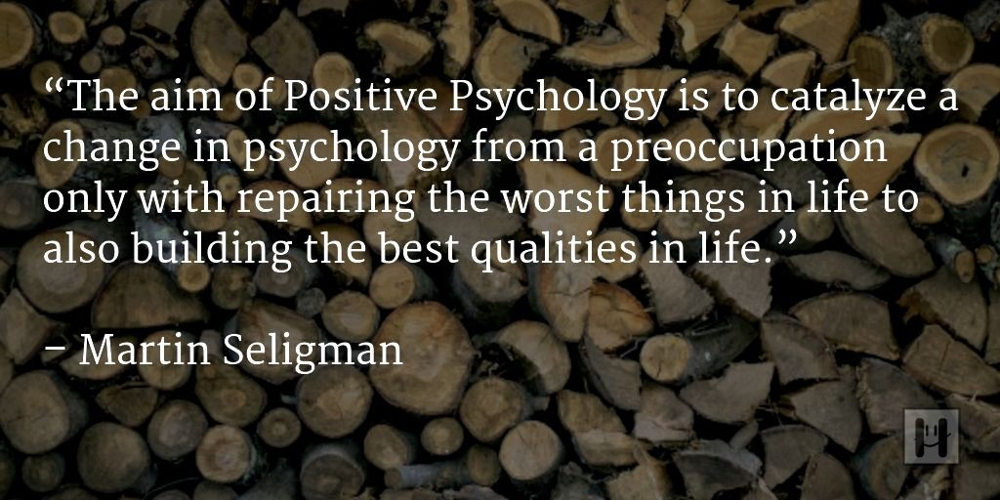 “The aim of Positive Psychology is to catalyze a
change in psychology from a preoccupation
only with repairing the worst things in life to
also building the best qualities in life.”
– Martin Seligman